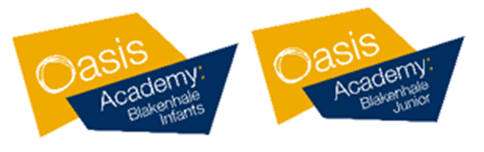 Oasis
Academy:
Blakenhale
Infants
Oasis
Academy:
Blakenhale
Junior